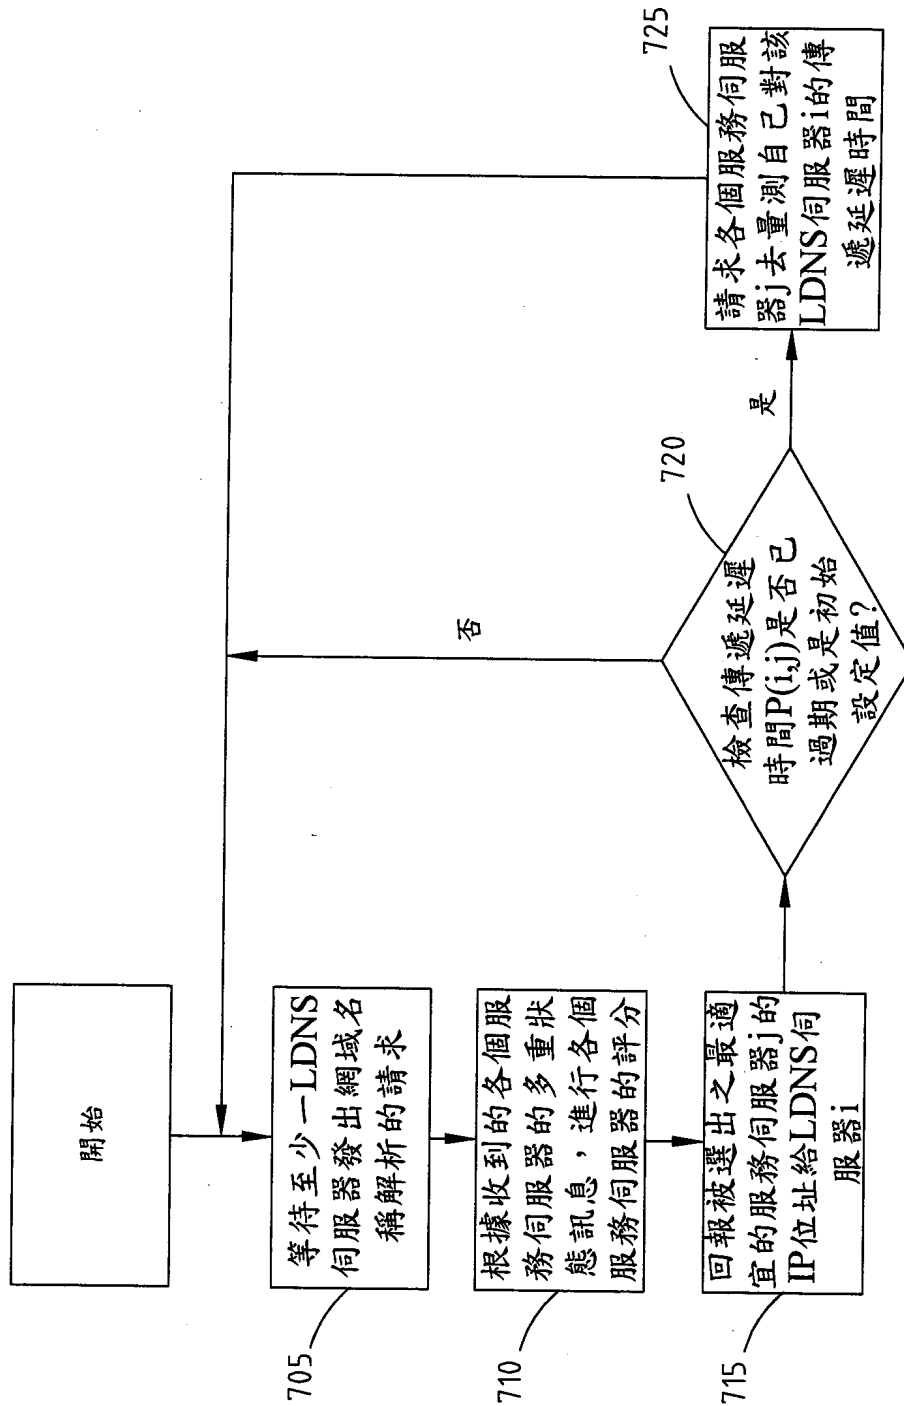 開始
等待至少一LDNS
伺服器發出網域名
稱解析的請求
705
根據收到的各個服
務伺服器的多重狀
態訊息，進行各個
服務伺服器的評分
710
回報被選出之最適
宜的服務伺服器j的
IP位址給LDNS伺
服器i
715
檢查傳遞延遲
時間P(i,j)是否已
過期或是初始
設定值?
720
否
是
請求各個服務伺服
器j去量測自己對該
LDNS伺服器i的傳
遞延遲時間
725